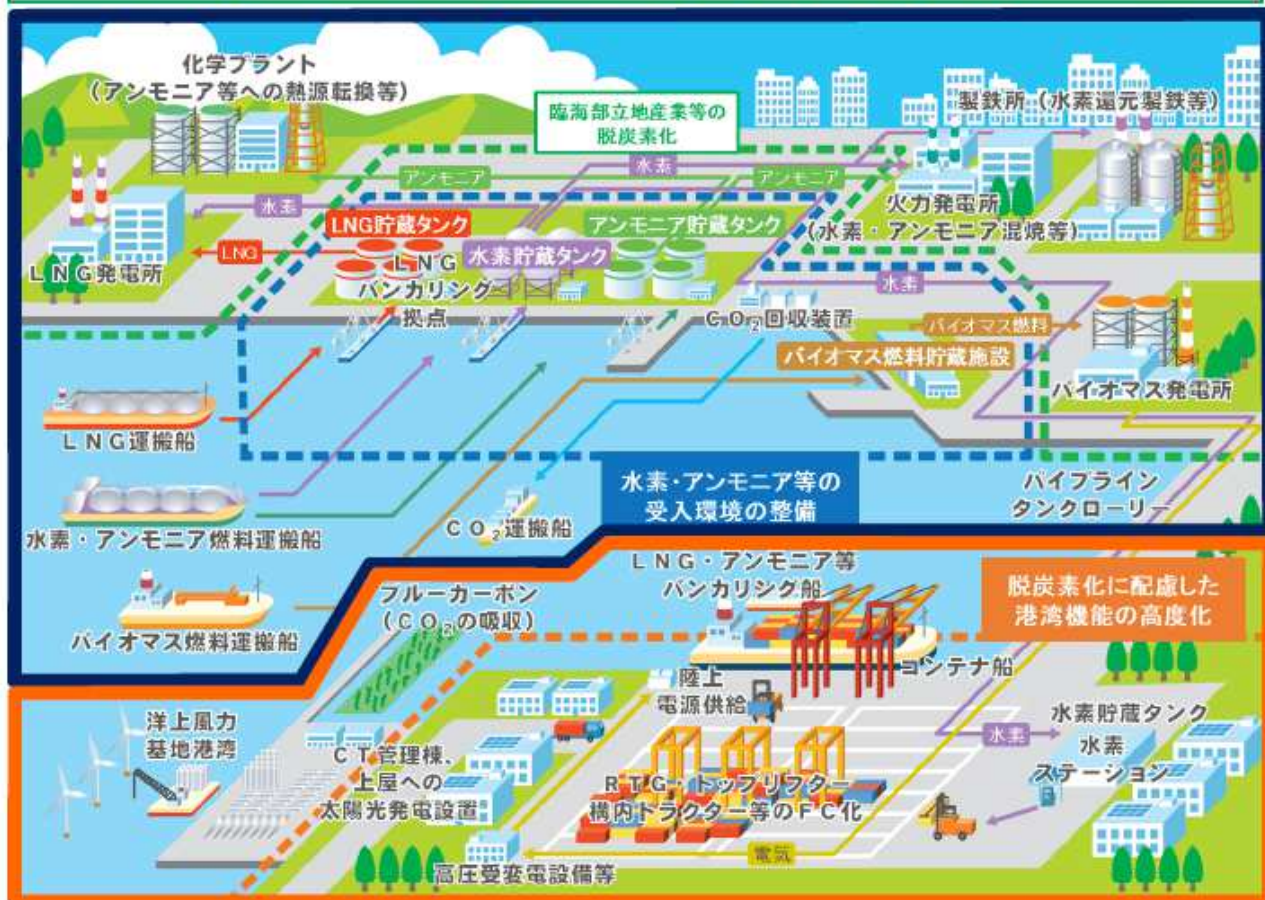 化学プラント
(アンモニア等への熱源転換等)
臨海部立地産業等の
脱炭素化
製鉄所(水素還元製鉄等)
水素
アンモニア
アンモニア
水素
火力発電所
(水素・アンモニア混焼等)
LNG貯蔵タンク
アンモニア貯蔵タンク
LNG
水素貯蔵タンク
LNG発電所
LNG
バンカリング
拠点
水素
CO₂回収装置
バイオマス燃料
バイオマス燃料貯蔵施設
バイオマス発電所
LNG運搬船
水素・アンモニア等の
受入環境の整備
パイプライン
タンクローリー
水素・アンモニア燃料運搬船
CO₂運搬船
LNG・アンモニア等
バンカリング船
脱炭素化に配慮した
港湾機能の高度化
ブルーカーボン
(CO₂の吸収)
バイオマス燃料運搬船
コンテナ船
陸上
電源供給
洋上風力
基地港湾
水素貯蔵タンク
水素
水素
ステーション
CT管理棟、
上屋への
太陽光発電設置
RTG・トップリフター
構内トラクター等のFC化
電気
高圧受変電設備等